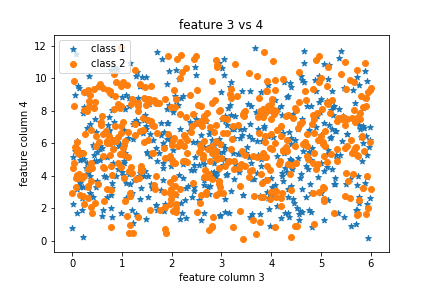 feature 3 vs 4
class 1
class 2
12
10
8
6
4
2
0
feature column 4
0
1
2
3
4
5
6
feature column 3